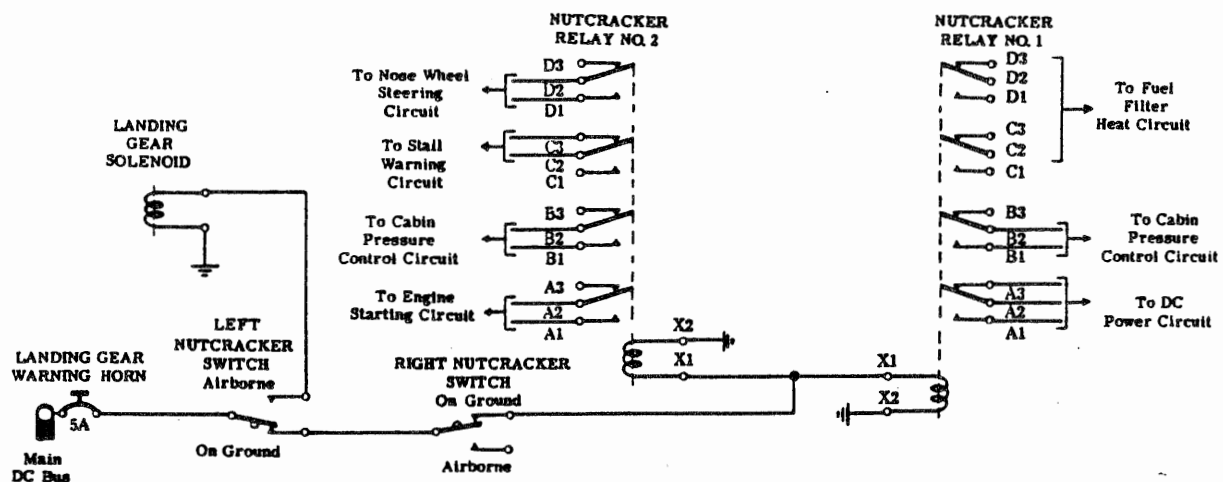 NUTCRACKER
RELAY NO. 2
NUTCRACKER
RELAY NO. 1
D3
D2
D1
To Nose Wheel
Steering
Circuit
C3
C2
C1
To Stall
Warning
Circuit
B3
B2
B1
To Cabin
Pressure
Control Circuit
A3
A2
A1
To Engine
Starting Circuit
D3
D2
D1
C3
C2
C1
To Fuel
Filter
Heat Circuit
B3
B2
B1
To Cabin
Pressure
Control Circuit
A3
A2
A1
To DC
Power Circuit
LANDING
GEAR
SOLENOID
LEFT
NUTCRACKER
SWITCH
Airborne
On Ground
LANDING GEAR
WARNING HORN
5A
Main
DC Bus
RIGHT NUTCRACKER
SWITCH
On Ground
Airborne
X2
X1
X1
X2